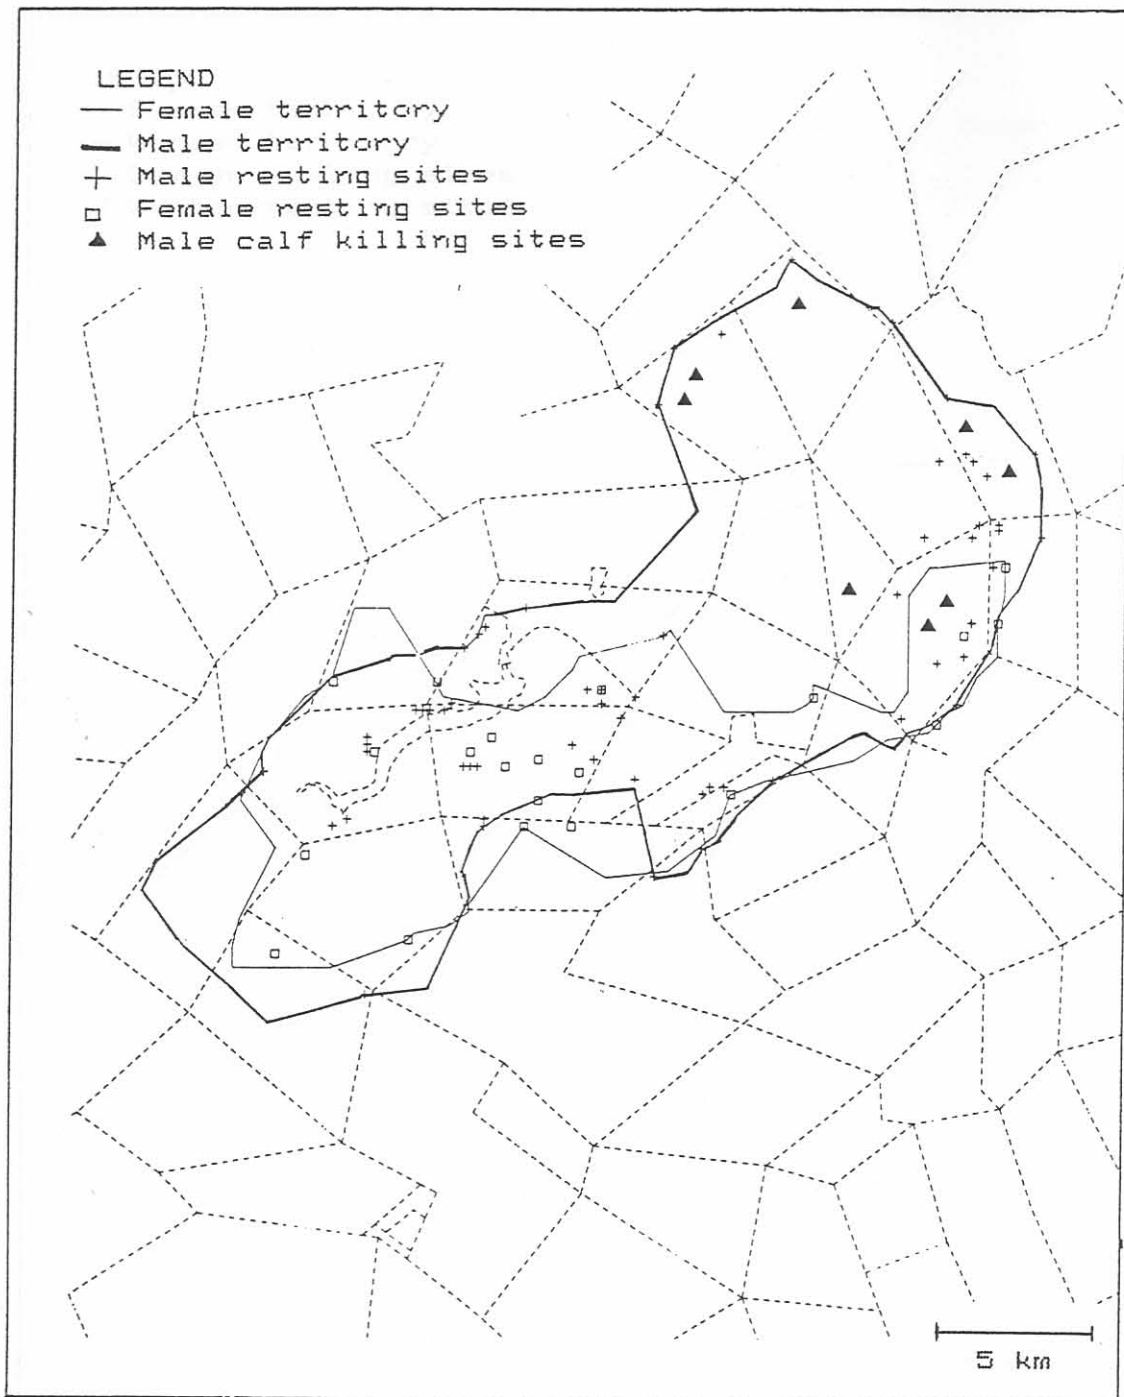 LEGEND
Female territory
Male territory
Male resting sites
Female resting sites
Male calf killing sites
5 km